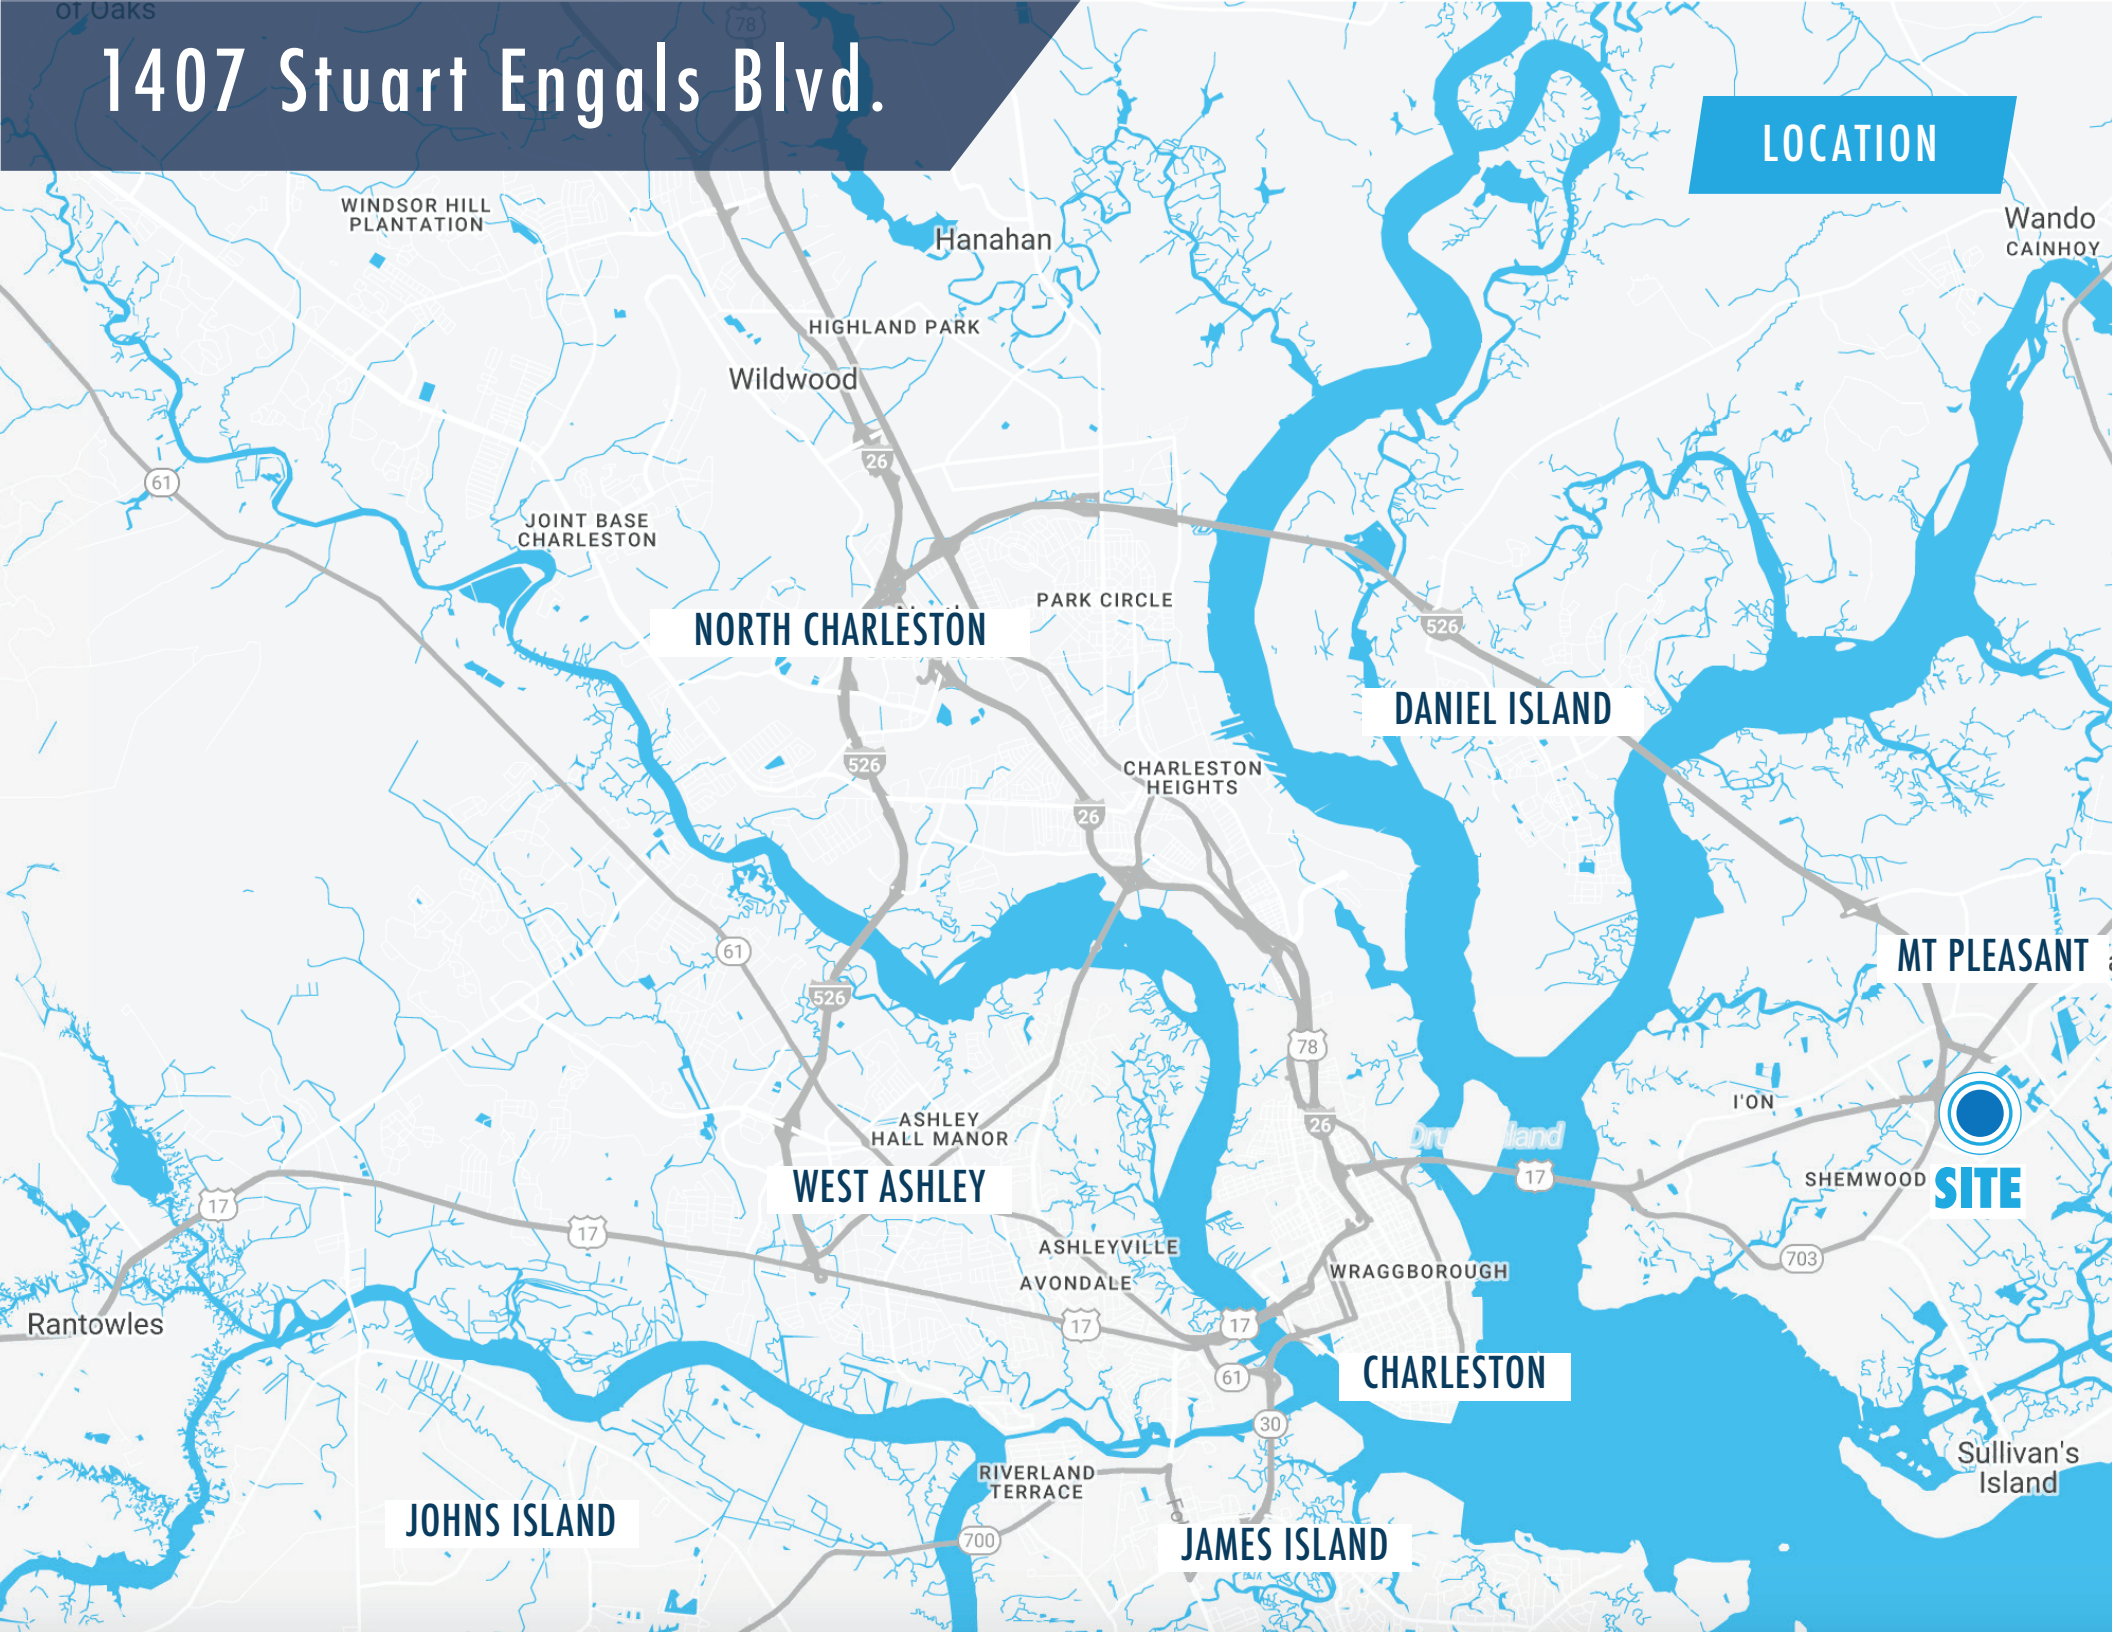 of Oaks
78
1407 Stuart Engals Blvd.
LOCATION
Wando
CAINHOY
WINDSOR HILL
PLANTATION
Hanahan
HIGHLAND PARK
Wildwood
26
61
JOINT BASE
CHARLESTON
PARK CIRCLE
526
NORTH CHARLESTON
DANIEL ISLAND
526
CHARLESTON
HEIGHTS
26
61
MT PLEASANT
526
78
I'ON
ASHLEY
HALL MANOR
26
17
SHEMWOOD
SITE
WEST ASHLEY
17
17
ASHLEYVILLE
703
AVONDALE
WRAGGBOROUGH
Rantowles
17
17
CHARLESTON
61
30
Sullivan's
Island
RIVERLAND
TERRACE
JOHNS ISLAND
700
JAMES ISLAND